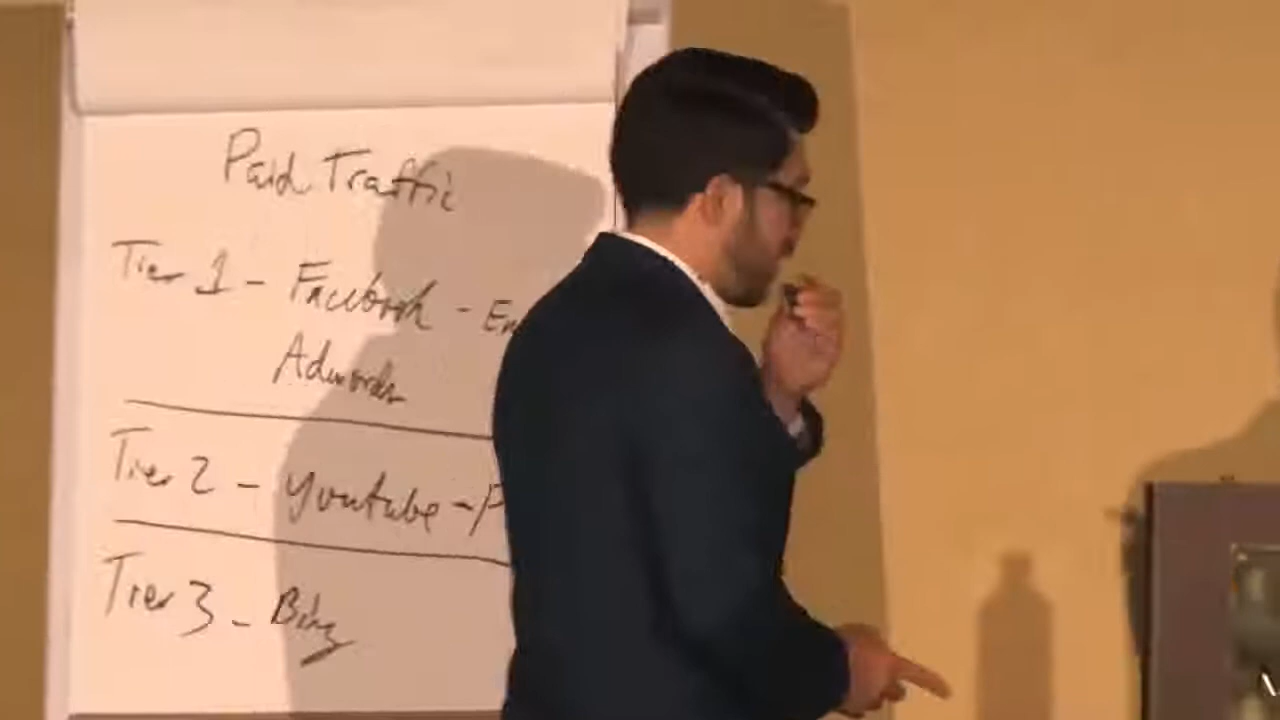 Paid Traffic
Tier 1 - Facebook -
Adwords
Tier 2 - Youtube -
Tier 3 - Bing